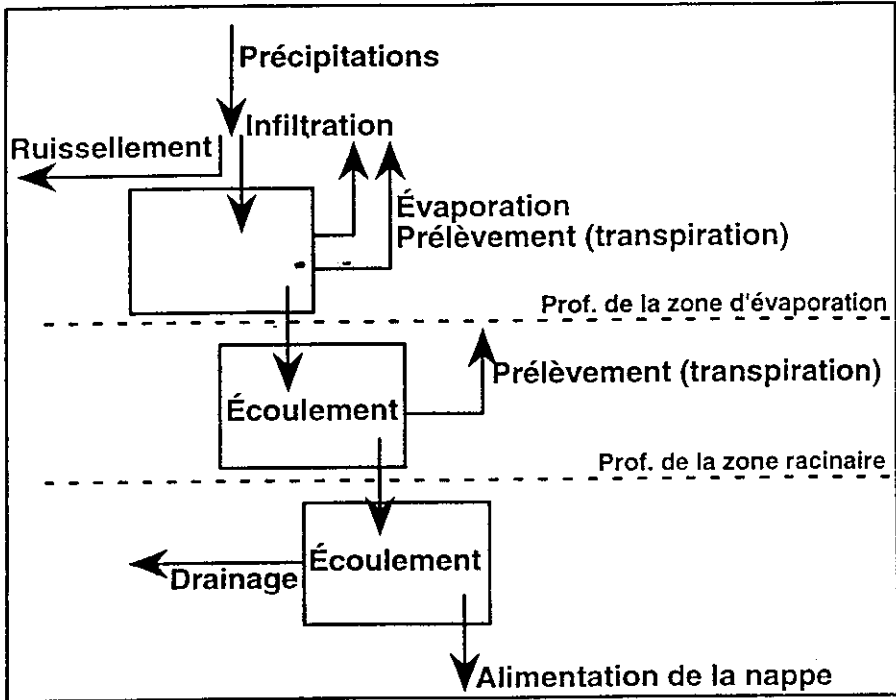 Précipitations
Infiltration
Ruissellement
Évaporation
Prélèvement (transpiration)
Prof. de la zone d'évaporation
Prélèvement (transpiration)
Écoulement
Prof. de la zone racinaire
Écoulement
Drainage
Alimentation de la nappe